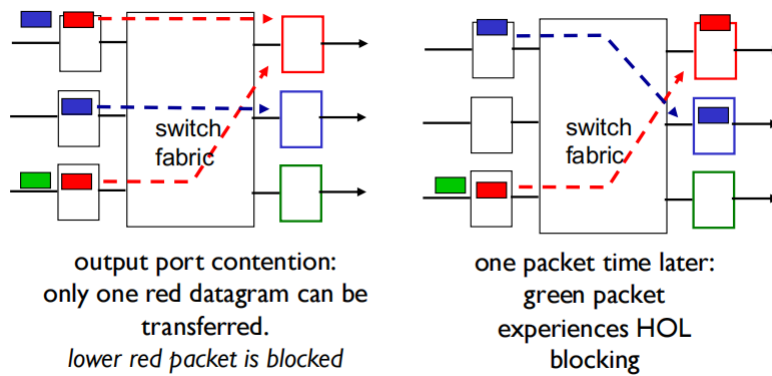 switch
fabric
output port contention:
only one red datagram can be
transferred.
lower red packet is blocked
switch
fabric
one packet time later:
green packet
experiences HOL
blocking